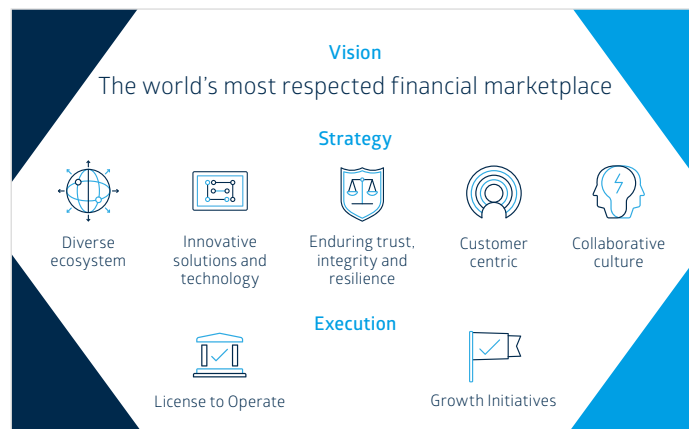 Vision
The world's most respected financial marketplace
Strategy
Diverse
ecosystem
Innovative
solutions and
technology
Enduring trust,
integrity and
resilience
Customer
centric
Collaborative
culture
Execution
License to Operate
Growth Initiatives